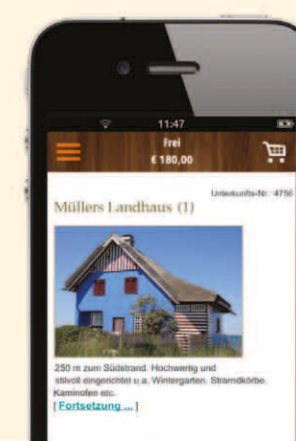 11:47
Frei
€ 180,00
Unterkunfts-Nr.: 4756
Müllers Landhaus (1)
250 m zum Südstrand. Hochwertig und
stilvoll eingerichtet u.a. Wintergarten. Strarndkörbe.
Kaminofen etc.
[ Fortsetzung ... ]